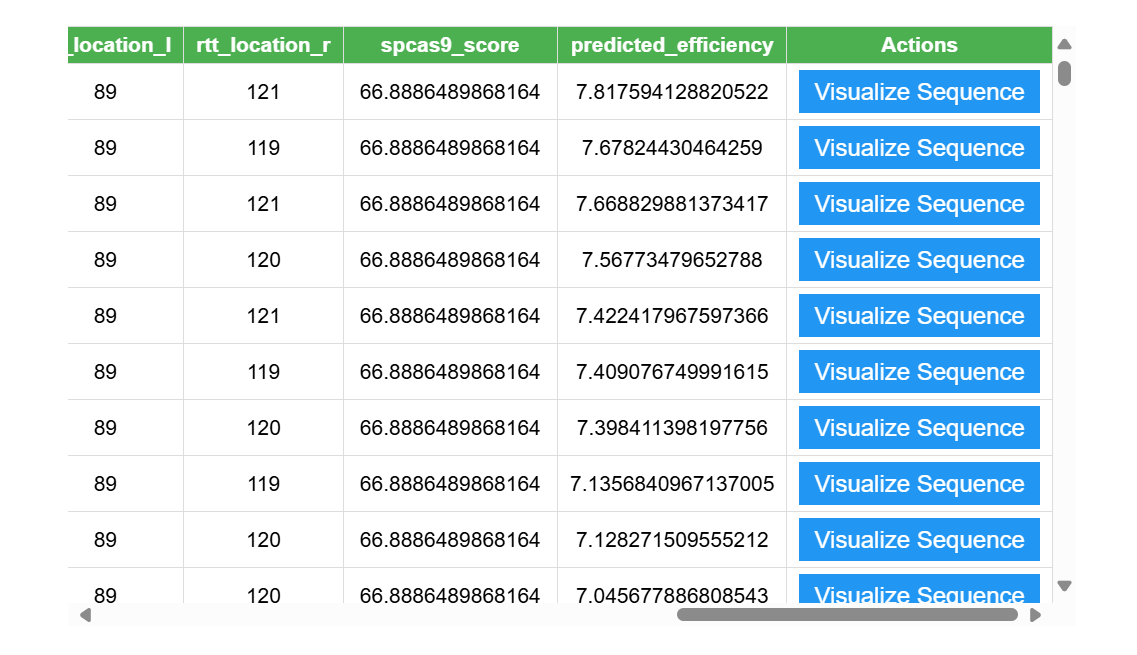 _location_l rtt_location_r spcas9_score predicted_efficiency Actions
89 121 66.8886489868164 7.817594128820522 Visualize Sequence
89 119 66.8886489868164 7.67824430464259 Visualize Sequence
89 121 66.8886489868164 7.668829881373417 Visualize Sequence
89 120 66.8886489868164 7.56773479652788 Visualize Sequence
89 121 66.8886489868164 7.422417967597366 Visualize Sequence
89 119 66.8886489868164 7.409076749991615 Visualize Sequence
89 120 66.8886489868164 7.398411398197756 Visualize Sequence
89 119 66.8886489868164 7.1356840967137005 Visualize Sequence
89 120 66.8886489868164 7.128271509555212 Visualize Sequence
89 120 66.8886489868164 7.045677886808543 Visualize Sequence